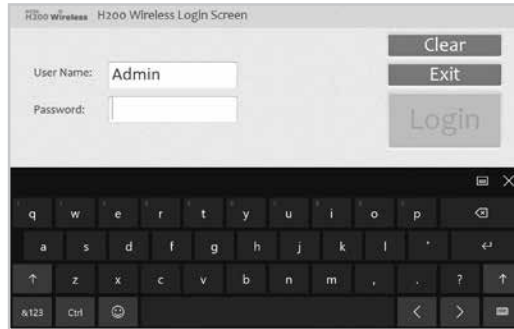 H200 Wireless H200 Wireless Login Screen
Clear
User Name: Admin Exit
Password: Login
q w e r t y u i o p
a s d f g h j k l '
z x c v b n m , . ?
&123 Ctrl